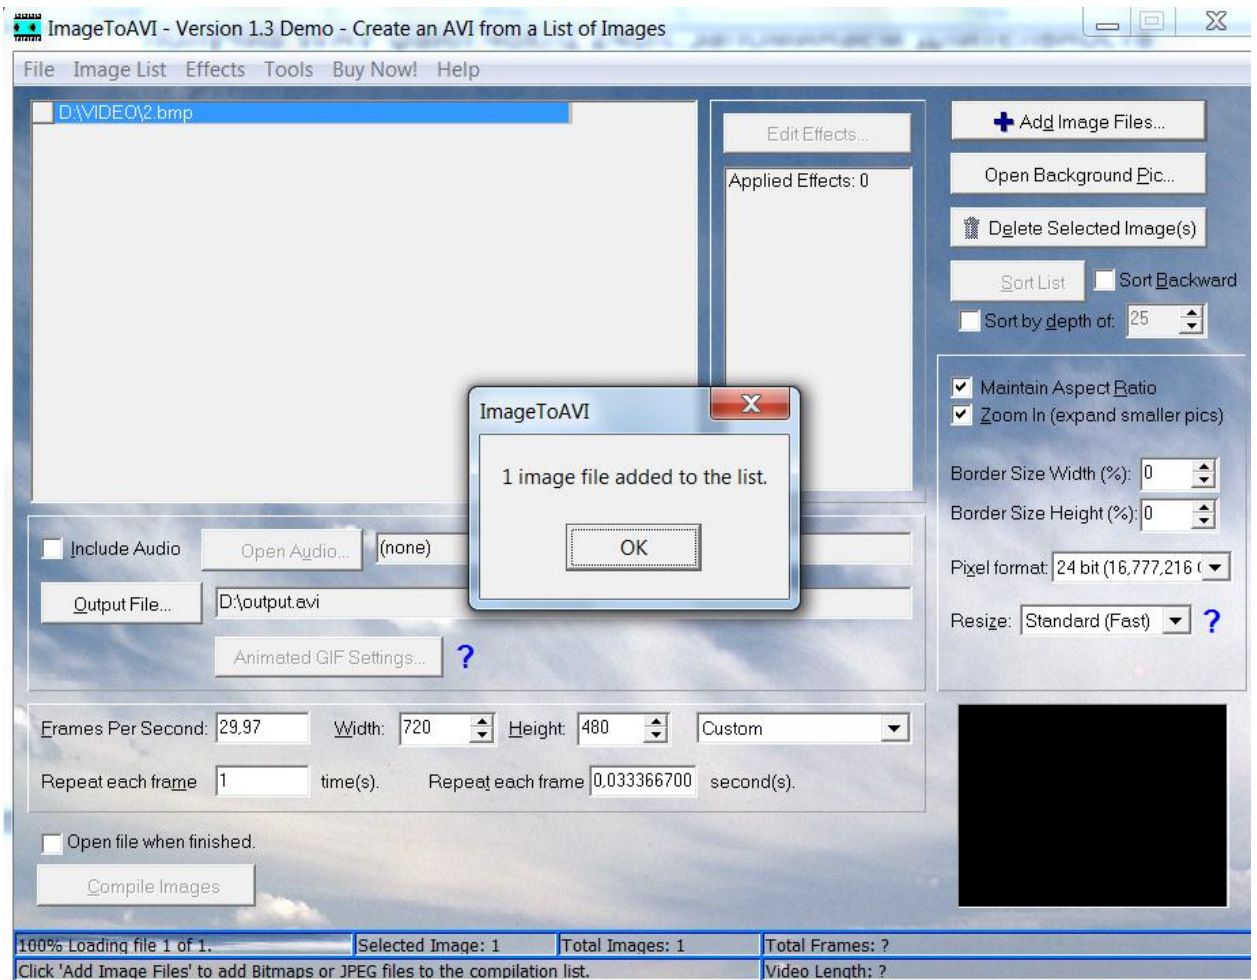 ImageToAVI - Version 1.3 Demo - Create an AVI from a List of Images
File Image List Effects Tools Buy Now! Help
D:\VIDEO\2.bmp
Edit Effects...
Applied Effects: 0
Add Image Files...
Open Background Pic...
Delete Selected Image(s)
Sort List Sort Backward
Sort by depth of: 25
Maintain Aspect Ratio
Zoom In (expand smaller pics)
Border Size Width (%): 0
Border Size Height (%): 0
Pixel format: 24 bit (16,777,216 (
Resize: Standard (Fast) ?
ImageToAVI
1 image file added to the list.
OK
Include Audio Open Audio... (none)
Output File... D:\output.avi
Animated GIF Settings... ?
Frames Per Second: 29,97 Width: 720 Height: 480 Custom
Repeat each frame 1 time(s). Repeat each frame 0,033366700 second(s).
Open file when finished.
Compile Images
100% Loading file 1 of 1. Selected Image: 1 Total Images: 1 Total Frames: ?
Click 'Add Image Files' to add Bitmaps or JPEG files to the compilation list. Video Length: ?